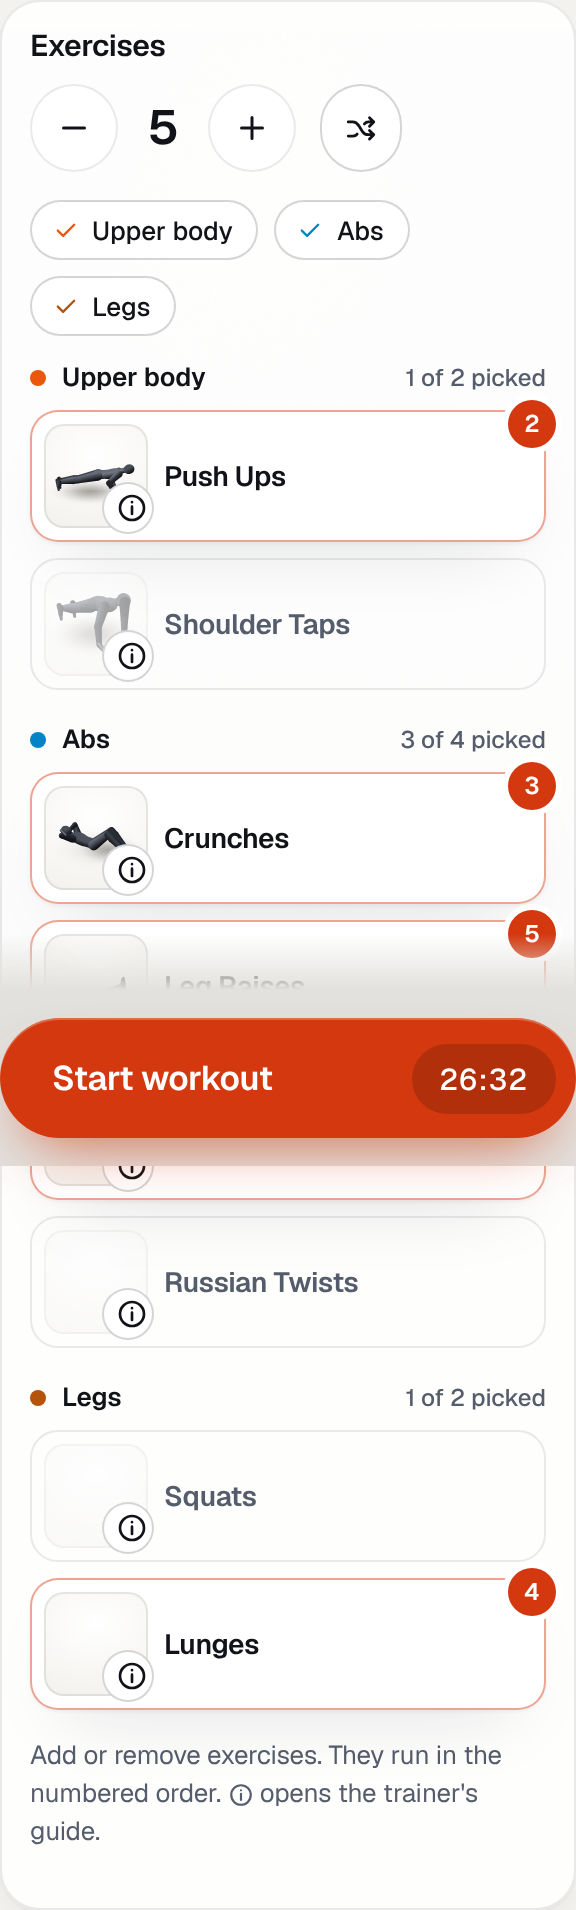 Exercises
5
Upper body
Abs
Legs
Upper body
1 of 2 picked
2
Push Ups
Shoulder Taps
Abs
3 of 4 picked
3
Crunches
5
Leg Raises
Start workout
26:32
Russian Twists
Legs
1 of 2 picked
Squats
4
Lunges
Add or remove exercises. They run in the
numbered order. ⓘ opens the trainer's
guide.